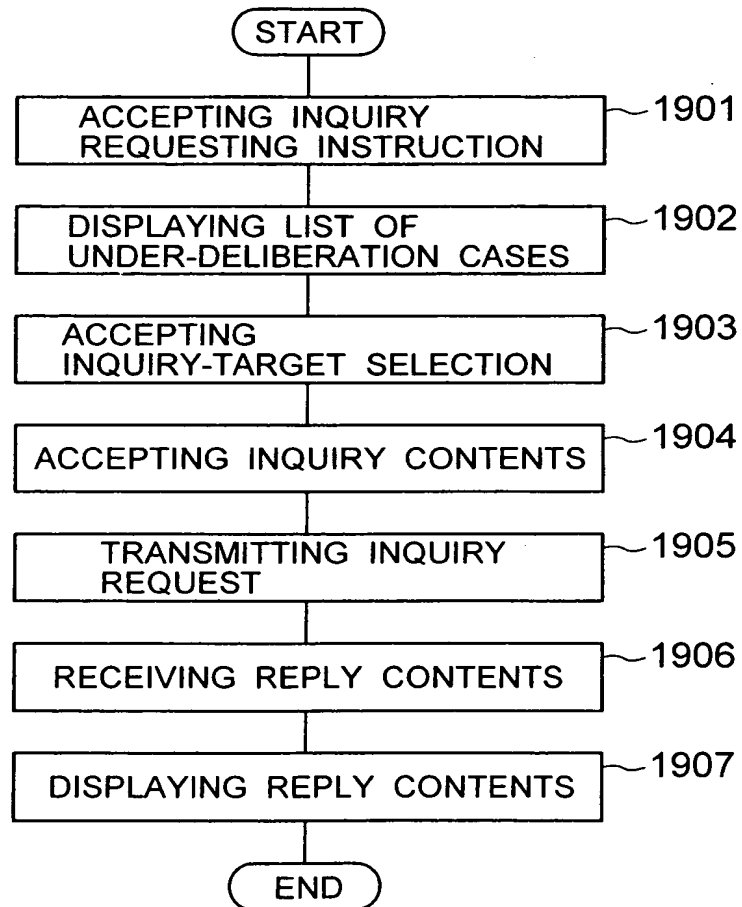 START
ACCEPTING INQUIRY
REQUESTING INSTRUCTION
1901
DISPLAYING LIST OF
UNDER-DELIBERATION CASES
1902
ACCEPTING
INQUIRY-TARGET SELECTION
1903
ACCEPTING INQUIRY CONTENTS
1904
TRANSMITTING INQUIRY
REQUEST
1905
RECEIVING REPLY CONTENTS
1906
DISPLAYING REPLY CONTENTS
1907
END